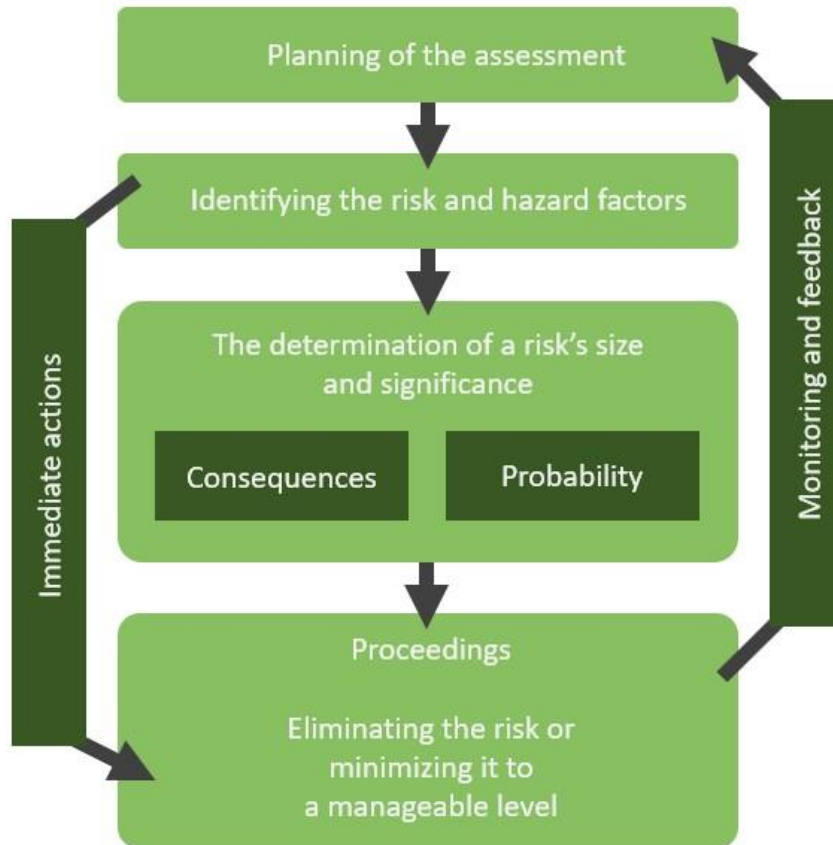 Planning of the assessment
Identifying the risk and hazard factors
The determination of a risk's size
and significance
Consequences
Probability
Proceedings
Eliminating the risk or
minimizing it to
a manageable level
Immediate actions
Monitoring and feedback